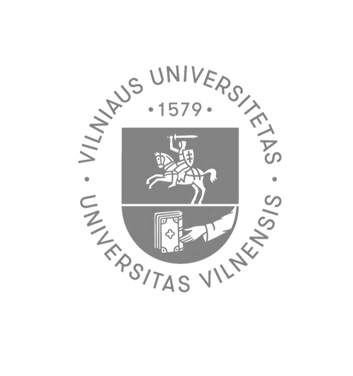 • VILNIAUS UNIVERSITETAS •
• 1579 •
UNIVERSITAS VILNENSIS